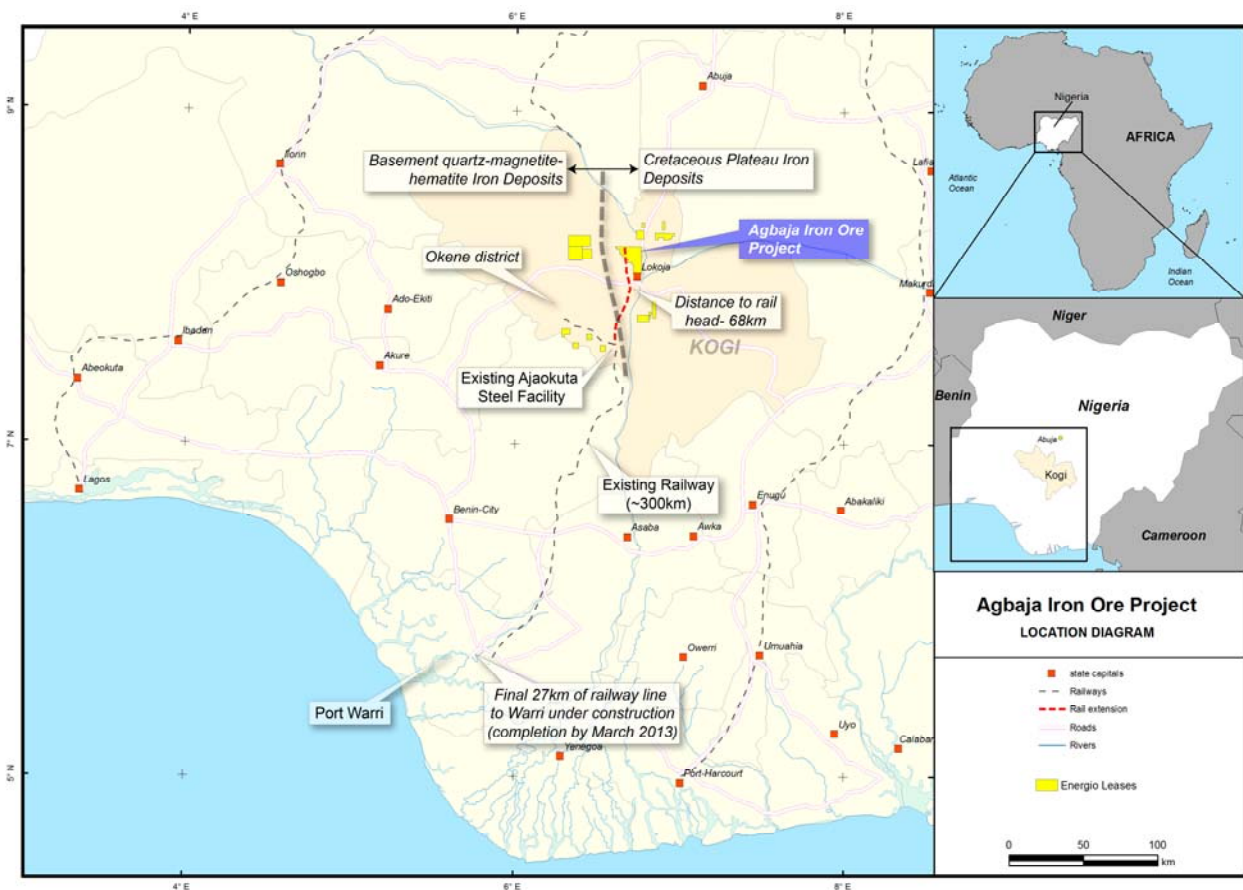 4° E
6° E
8° E
9° N
7° N
5° N
4° E
6° E
8° E
Abuja
Ilorin
Lafia
Basement quartz-magnetite-
hematite Iron Deposits
Cretaceous Plateau Iron
Deposits
Agbaja Iron Ore
Project
Okene district
Lokoja
Makurdi
Oshogbo
Ado-Ekiti
Distance to rail
head- 68km
Ibadan
KOGI
Akure
Abeokuta
Existing Ajaokuta
Steel Facility
Lagos
Existing Railway
(~300km)
Enugu
Abakaliki
Benin-City
Asaba
Awka
Owerri
Umuahia
Port Warri
Final 27km of railway line
to Warri under construction
(completion by March 2013)
Yenegoa
Uyo
Calabar
Port-Harcourt
Nigeria
AFRICA
Atlantic
Ocean
Indian
Ocean
Niger
Benin
Nigeria
Abuja
Kogi
Cameroon
Agbaja Iron Ore Project
LOCATION DIAGRAM
state capitals
Railways
Rail extension
Roads
Rivers
Energio Leases
0
50
100
km